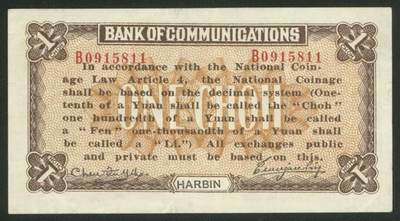 BANK OF COMMUNICATIONS
B0915811 B0915811
In accordance with the National Coin-
age Law Article 4, the National Coinage
shall be based in the decimal system (One-
tenth of a Yuan shall be called the "Choh"
one hundredth of a Yuan shall be called
a "Fen" one-thousandth of a Yuan shall
be called a "Li.") All exchanges public
and private must be based on this.
ONE CHOH
HARBIN